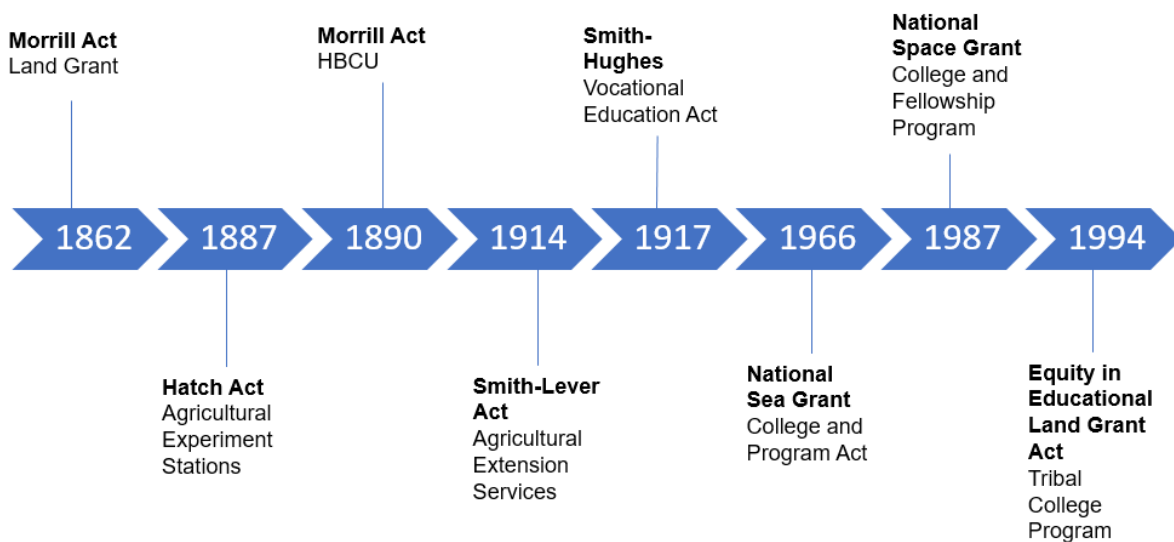 Morrill Act
Land Grant
Morrill Act
HBCU
Smith-
Hughes
Vocational
Education Act
National
Space Grant
College and
Fellowship
Program
1862
1887
1890
1914
1917
1966
1987
1994
Hatch Act
Agricultural
Experiment
Stations
Smith-Lever
Act
Agricultural
Extension
Services
National
Sea Grant
College and
Program Act
Equity in
Educational
Land Grant
Act
Tribal
College
Program